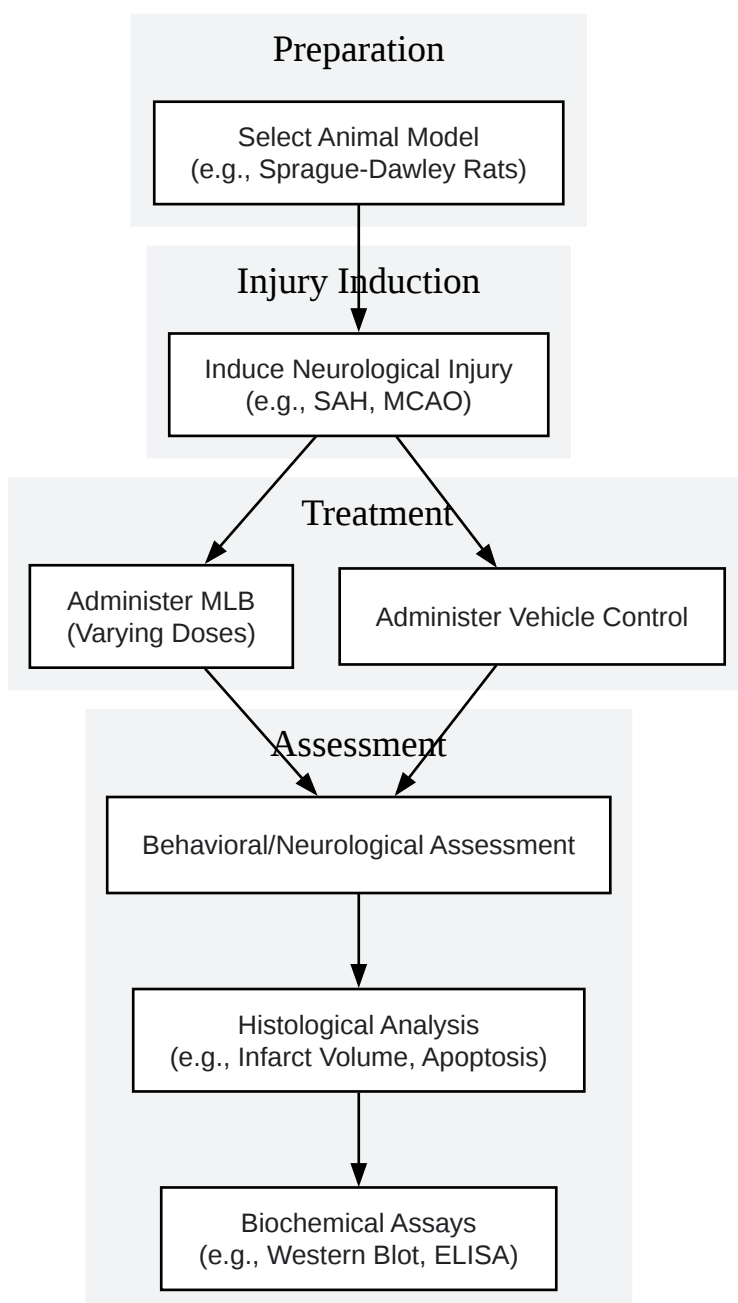 Preparation
Select Animal Model
(e.g., Sprague-Dawley Rats)
Injury Induction
Induce Neurological Injury
(e.g., SAH, MCAO)
Treatment
Administer MLB
(Varying Doses)
Administer Vehicle Control
Assessment
Behavioral/Neurological Assessment
Histological Analysis
(e.g., Infarct Volume, Apoptosis)
Biochemical Assays
(e.g., Western Blot, ELISA)